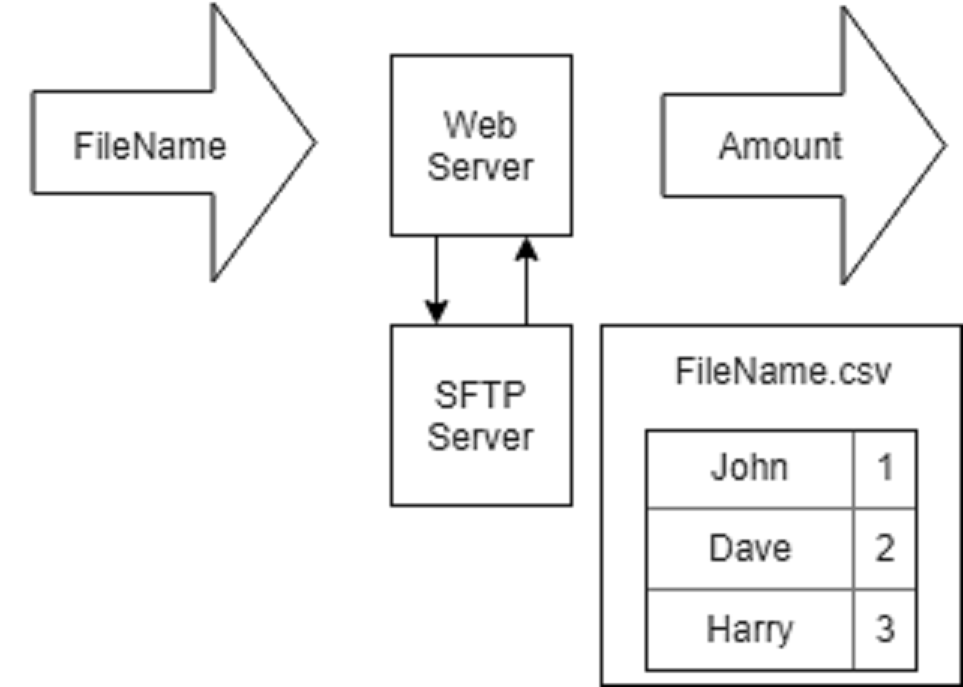 FileName
Web
Server
Amount
SFTP
Server
FileName.csv
John 1
Dave 2
Harry 3